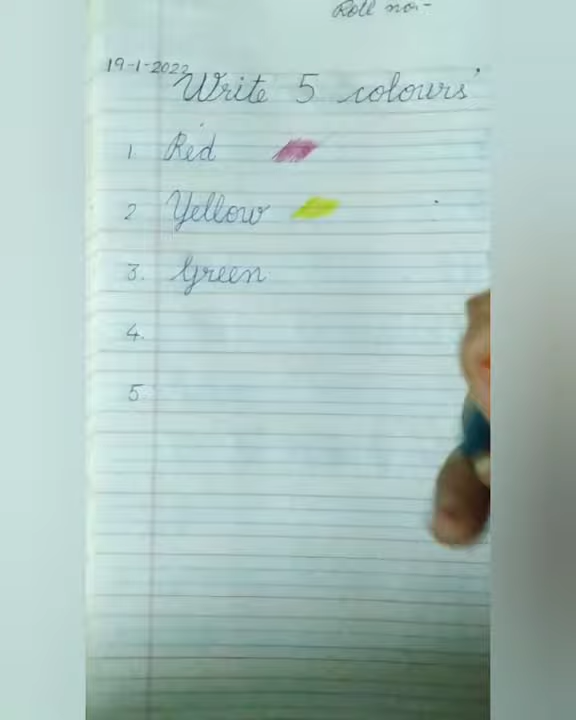 Roll no:-
19-1-2022
Write 5 colours'
1 Red
2 Yellow
3. Green
4.
5.